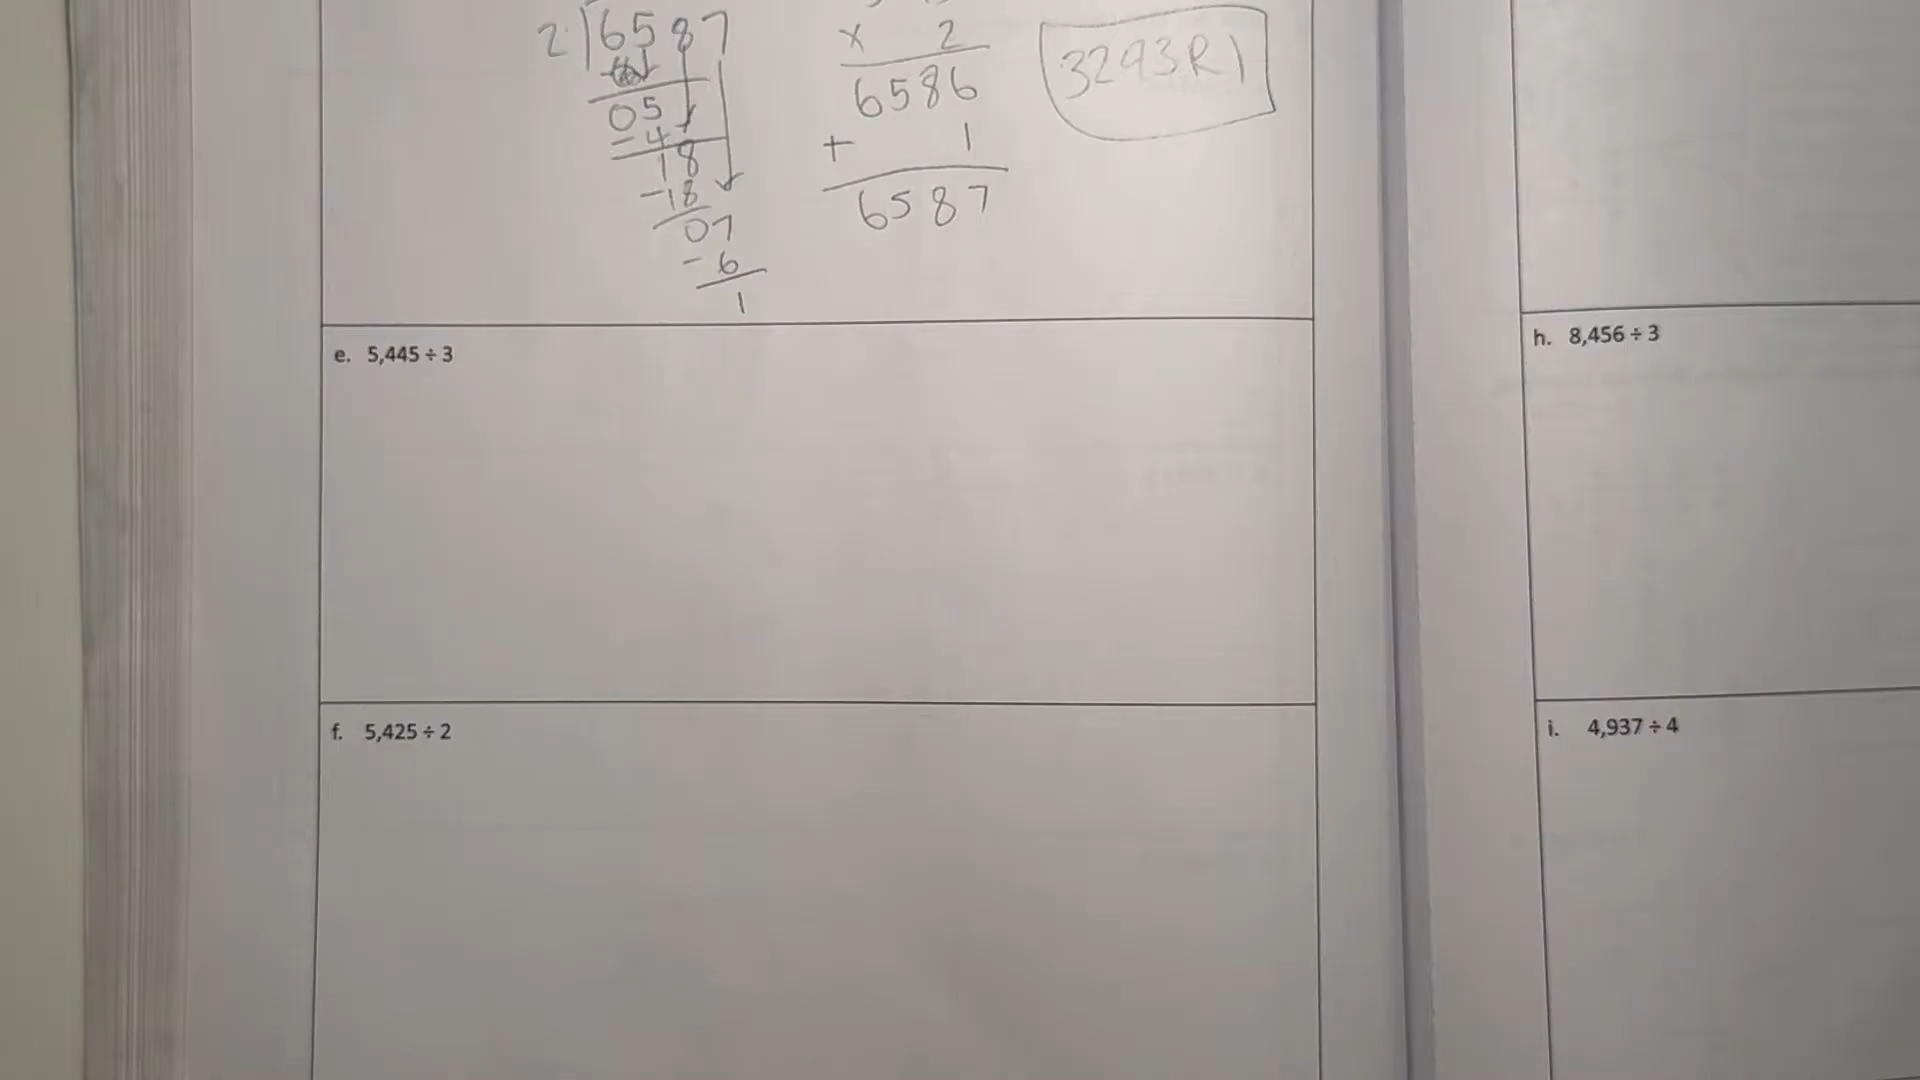 2)6587
-6
05
-4
18
-18
07
-6
1
x 2
6586
+ 1
6587
3293R1
e. 5,445 ÷ 3
f. 5,425 ÷ 2
h. 8,456 ÷ 3
i. 4,937 ÷ 4